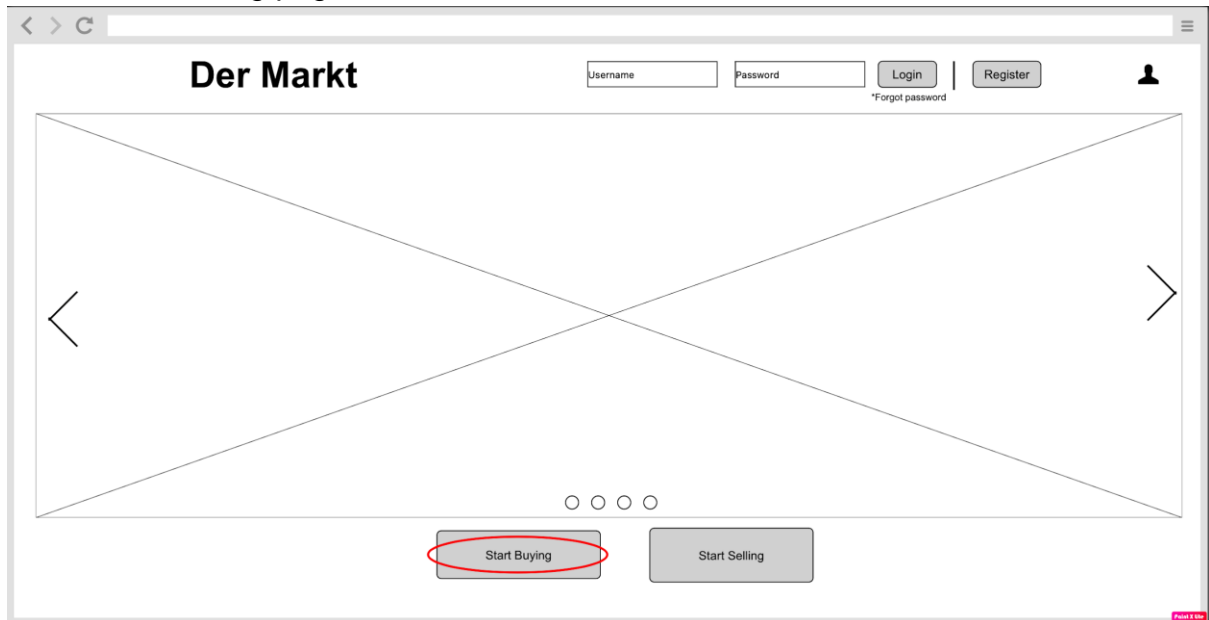 Der Markt
Username
Password
Login
Register
*Forgot password
Start Buying
Start Selling